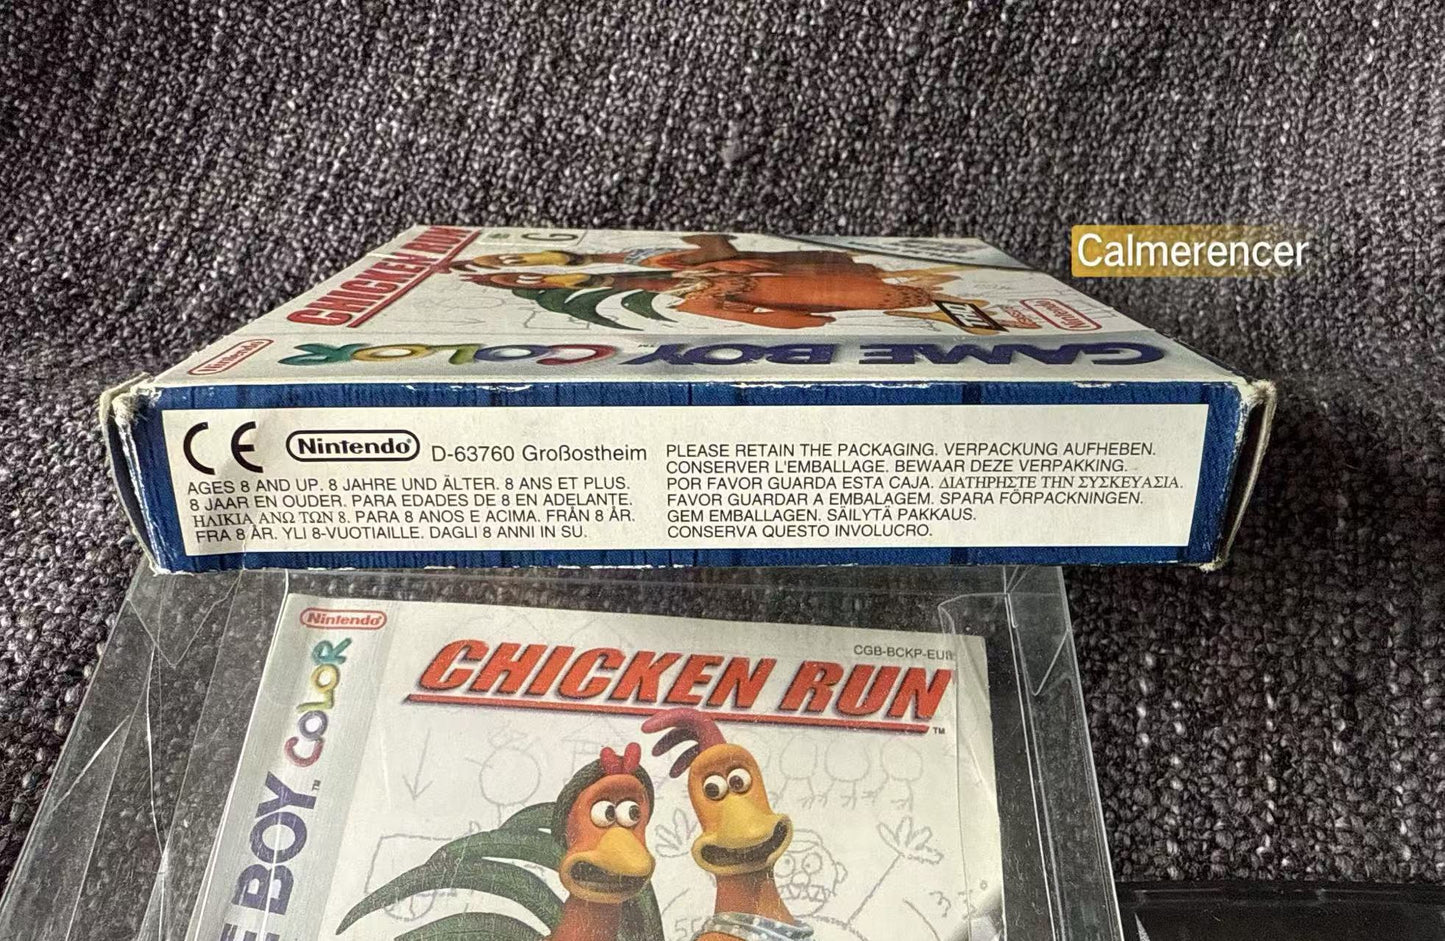 Calmerencer
CHICKEN RUN
Nintendo
GAME BOY COLOR
THQ
Nintendo
CE Nintendo D-63760 Großostheim
AGES 8 AND UP. 8 JAHRE UND ÄLTER. 8 ANS ET PLUS.
8 JAAR EN OUDER. PARA EDADES DE 8 EN ADELANTE.
ΗΛΙΚΙΑ ΑΝΩ ΤΩΝ 8. PARA 8 ANOS E ACIMA. FRÅN 8 ÅR.
FRA 8 ÅR. YLI 8-VUOTIAILLE. DAGLI 8 ANNI IN SU.
PLEASE RETAIN THE PACKAGING. VERPACKUNG AUFHEBEN.
CONSERVER L'EMBALLAGE. BEWAAR DEZE VERPAKKING.
POR FAVOR GUARDA ESTA CAJA. ΔΙΑΤΗΡΗΣΤΕ ΤΗΝ ΣΥΣΚΕΥΑΣΙΑ.
FAVOR GUARDAR A EMBALAGEM. SPARA FÖRPACKNINGEN.
GEM EMBALLAGEN. SÄILYTÄ PAKKAUS.
CONSERVA QUESTO INVOLUCRO.
Nintendo
CGB-BCKP-EUR
CHICKEN RUN™
BOY COLOR™